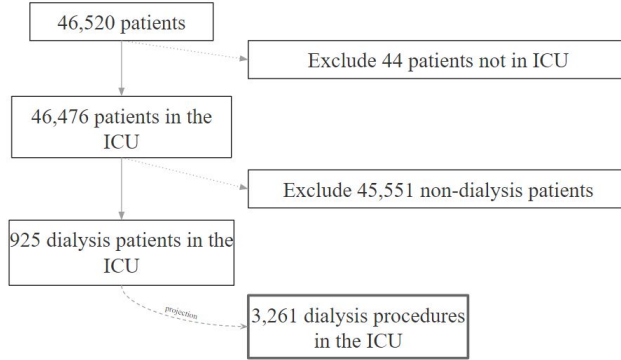 46,520 patients
Exclude 44 patients not in ICU
46,476 patients in the
ICU
Exclude 45,551 non-dialysis patients
925 dialysis patients in the
ICU
projection
3,261 dialysis procedures
in the ICU